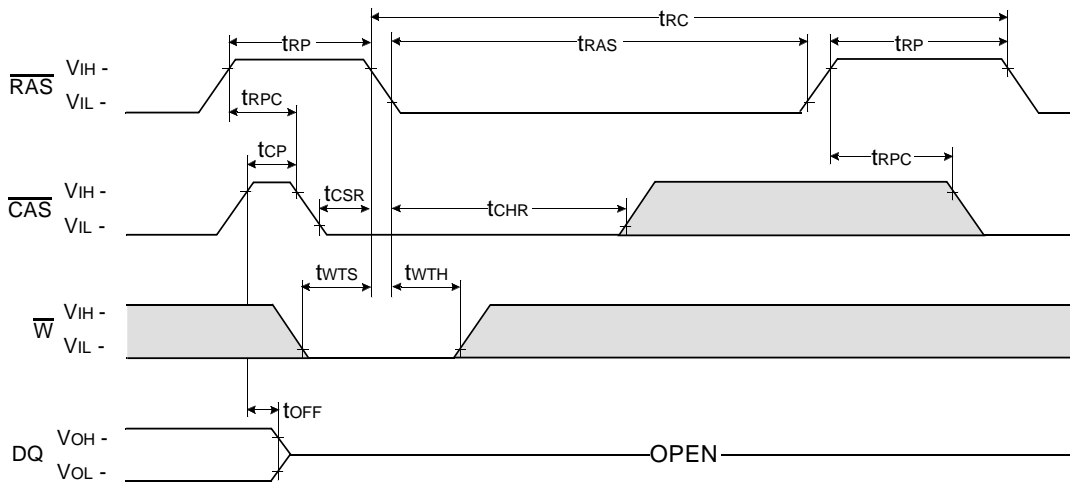 tRC
tRP
tRAS
tRP
RAS
VIH -
VIL -
tRPC
tRPC
tCP
CAS
VIH -
VIL -
tCSR
tCHR
tWTS
tWTH
W
VIH -
VIL -
tOFF
DQ
VOH -
VOL -
OPEN